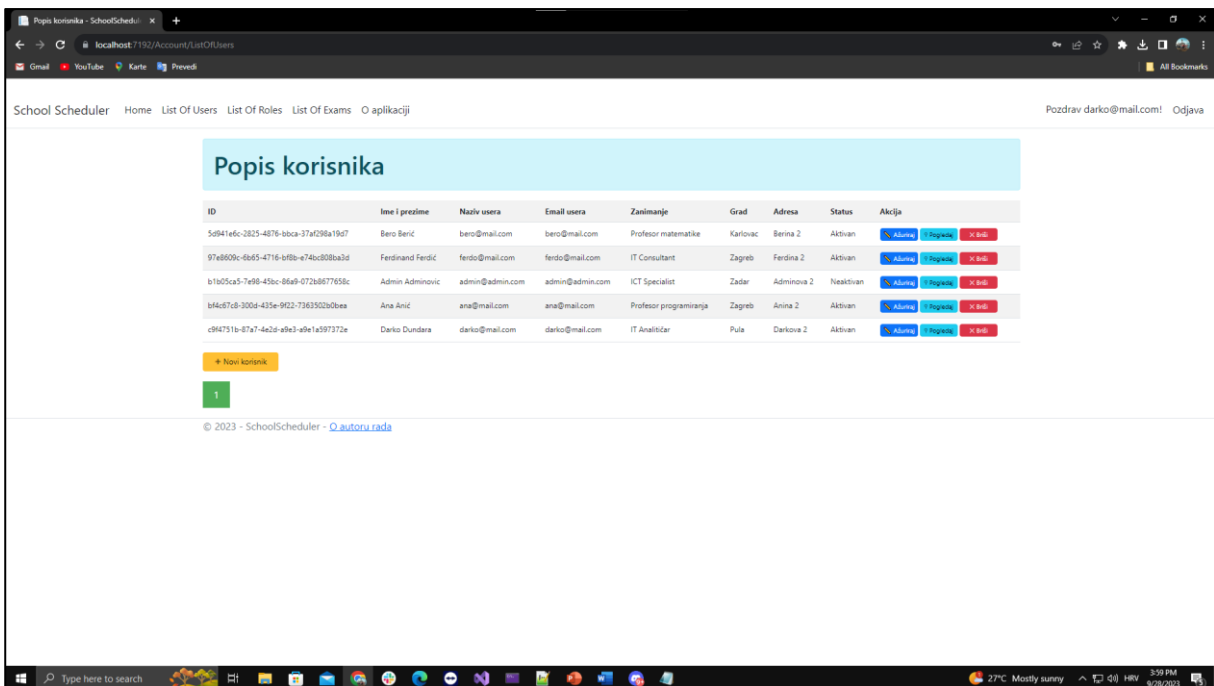 Popis korisnika - SchoolSchedul
localhost:7192/Account/ListOfUsers
Gmail YouTube Karte Prevedi All Bookmarks
School Scheduler Home List Of Users List Of Roles List Of Exams O aplikaciji Pozdrav darko@mail.com! Odjava
Popis korisnika
ID Ime i prezime Naziv usera Email usera Zanimanje Grad Adresa Status Akcija
5d941e6c-2825-4876-bbca-37af298a19d7 Bero Berić bero@mail.com bero@mail.com Profesor matematike Karlovac Berina 2 Aktivan Ažuriraj Pogledaj Briši
97e8609c-6b65-4716-bf8b-e74bc808ba3d Ferdinand Ferdić ferdo@mail.com ferdo@mail.com IT Consultant Zagreb Ferdina 2 Aktivan Ažuriraj Pogledaj Briši
b1b05ca5-7e98-45bc-86a9-072b8677658c Admin Adminovic admin@admin.com admin@admin.com ICT Specialist Zadar Adminova 2 Neaktivan Ažuriraj Pogledaj Briši
bf4c67c8-300d-435e-9f22-7363502b0bea Ana Anić ana@mail.com ana@mail.com Profesor programiranja Zagreb Anina 2 Aktivan Ažuriraj Pogledaj Briši
c9f4751b-87a7-4e2d-a9e3-a9e1a597372e Darko Dundara darko@mail.com darko@mail.com IT Analitičar Pula Darkova 2 Aktivan Ažuriraj Pogledaj Briši
+ Novi korisnik
1
© 2023 - SchoolScheduler - O autoru rada
Type here to search 27°C Mostly sunny HRV 3:59 PM
9/28/2023